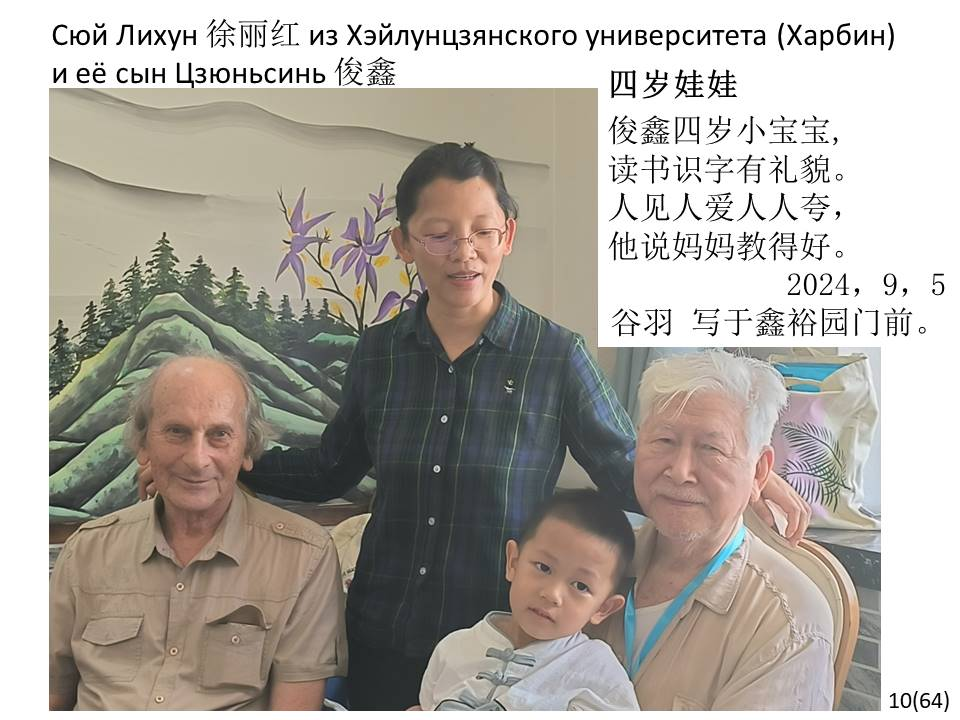 Сюй Лихун 徐丽红 из Хэйлунцзянского университета (Харбин)
и её сын Цзюньсинь 俊鑫
四岁娃娃
俊鑫四岁小宝宝,
读书识字有礼貌。
人见人爱人人夸，
他说妈妈教得好。
2024，9，5
谷羽 写于鑫裕园门前。
10(64)